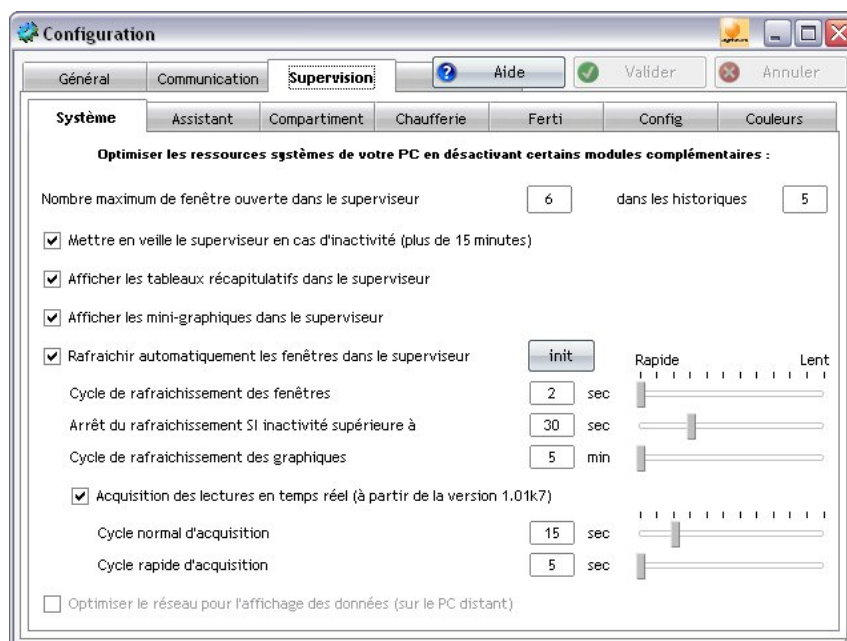 Configuration
Général Communication Supervision Aide Valider Annuler
Système Assistant Compartiment Chaufferie Ferti Config Couleurs
Optimiser les ressources systèmes de votre PC en désactivant certains modules complémentaires :
Nombre maximum de fenêtre ouverte dans le superviseur 6 dans les historiques 5
Mettre en veille le superviseur en cas d'inactivité (plus de 15 minutes)
Afficher les tableaux récapitulatifs dans le superviseur
Afficher les mini-graphiques dans le superviseur
Rafraichir automatiquement les fenêtres dans le superviseur init Rapide Lent
Cycle de rafraichissement des fenêtres 2 sec
Arrêt du rafraichissement SI inactivité supérieure à 30 sec
Cycle de rafraichissement des graphiques 5 min
Acquisition des lectures en temps réel (à partir de la version 1.01k7)
Cycle normal d'acquisition 15 sec
Cycle rapide d'acquisition 5 sec
Optimiser le réseau pour l'affichage des données (sur le PC distant)